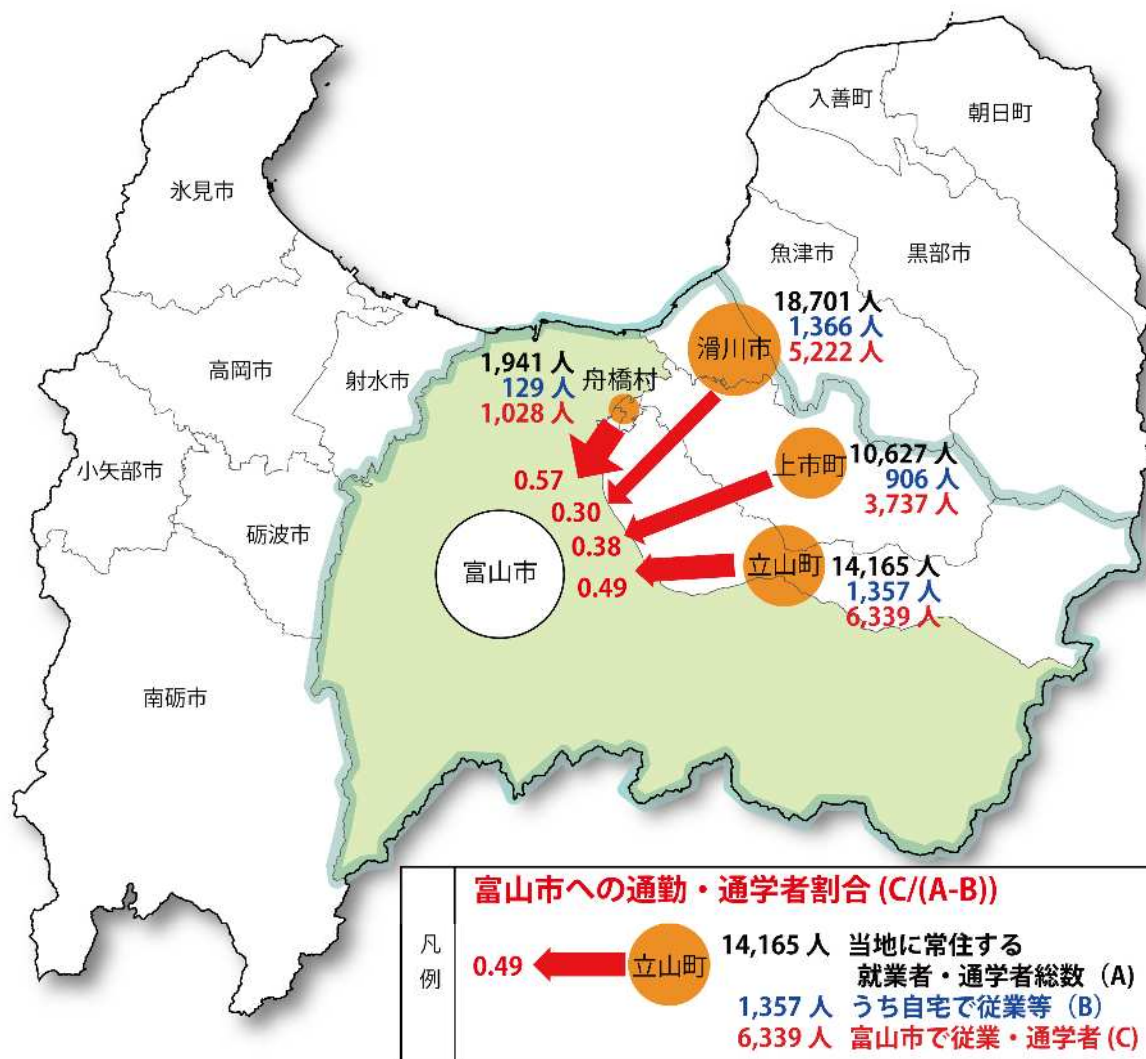 入善町
朝日町
氷見市
魚津市
黒部市
18,701 人
1,366 人
5,222 人
滑川市
高岡市
射水市
1,941 人
129 人
1,028 人
舟橋村
小矢部市
砺波市
上市町
10,627 人
906 人
3,737 人
0.57
0.30
0.38
0.49
富山市
立山町
14,165 人
1,357 人
6,339 人
南砺市
凡例
富山市への通勤・通学者割合 (C/(A-B))
0.49
立山町
14,165 人 当地に常住する
就業者・通学者総数（A）
1,357 人 うち自宅で従業等（B）
6,339 人 富山市で従業・通学者 (C)